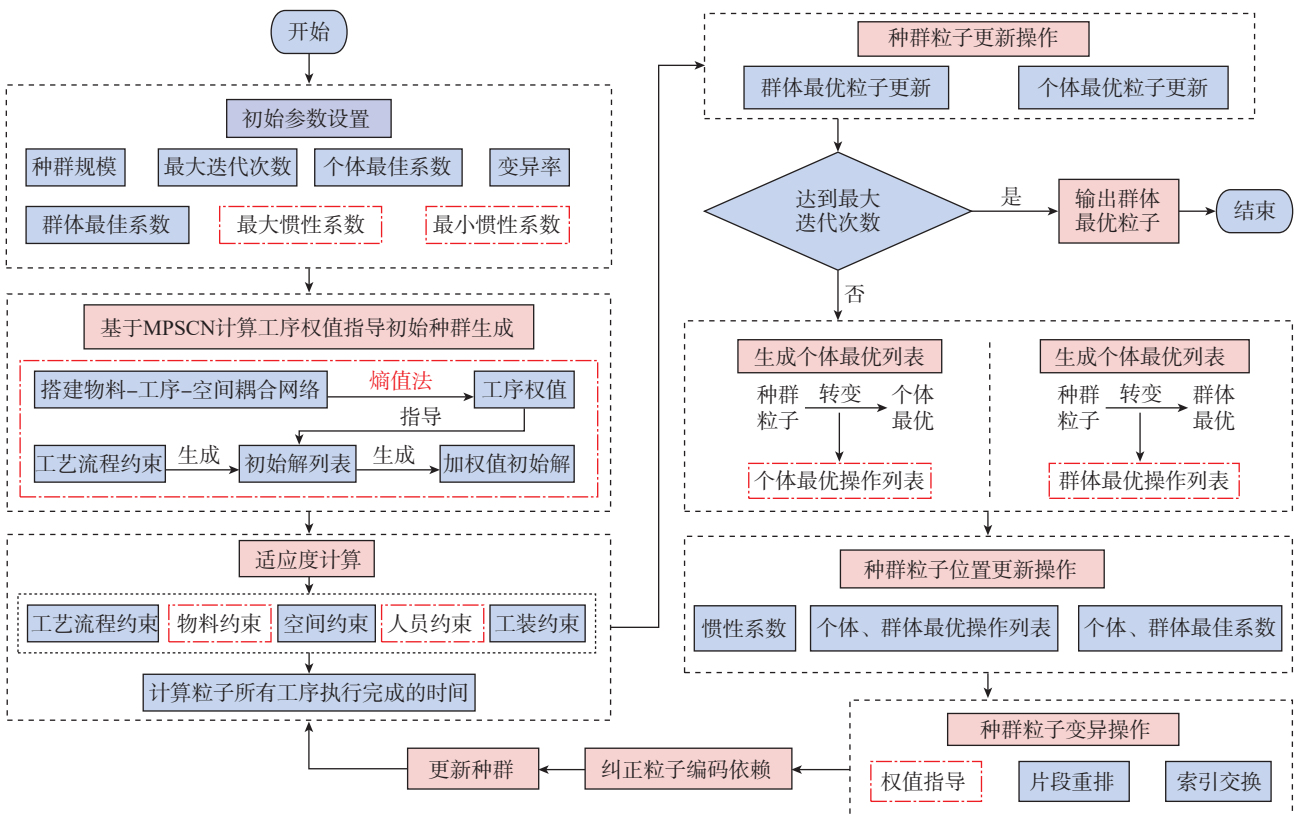 开始
初始参数设置
种群规模
最大迭代次数
个体最佳系数
变异率
群体最佳系数
最大惯性系数
最小惯性系数
基于MPSCN计算工序权值指导初始种群生成
搭建物料–工序–空间耦合网络
熵值法
工序权值
指导
工艺流程约束
生成
初始解列表
生成
加权值初始解
适应度计算
工艺流程约束
物料约束
空间约束
人员约束
工装约束
计算粒子所有工序执行完成的时间
种群粒子更新操作
群体最优粒子更新
个体最优粒子更新
达到最大
迭代次数
是
输出群体
最优粒子
结束
否
生成个体最优列表
种群
粒子
转变
个体
最优
个体最优操作列表
生成个体最优列表
种群
粒子
转变
群体
最优
群体最优操作列表
种群粒子位置更新操作
惯性系数
个体、群体最优操作列表
个体、群体最佳系数
种群粒子变异操作
权值指导
片段重排
索引交换
纠正粒子编码依赖
更新种群